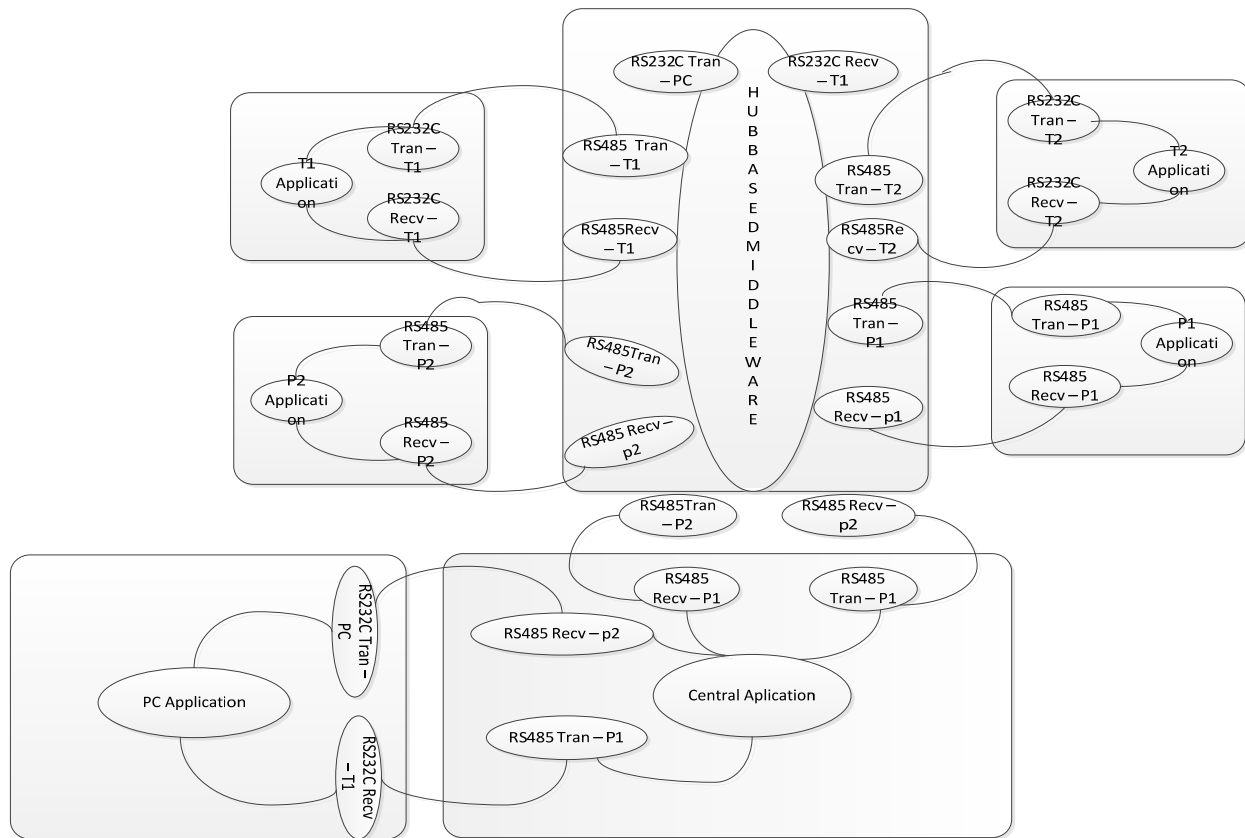 RS232C Tran
– PC
RS232C Recv
– T1
H
U
B
B
A
S
E
D
M
I
D
D
L
E
W
A
R
E
RS485 Tran
– T1
RS485Recv
– T1
RS485Tran
– P2
RS485 Recv –
p2
RS485
Tran – T2
RS485Re
cv – T2
RS485
Tran – P1
RS485
Recv – p1
RS232C
Tran –
T1
T1
Applicati
on
RS232C
Recv –
T1
RS232C
Tran –
T2
T2
Applicati
on
RS232C
Recv –
T2
RS485
Tran –
P2
P2
Applicati
on
RS485
Recv –
P2
RS485
Tran – P1
P1
Applicati
on
RS485
Recv – P1
RS485Tran
– P2
RS485 Recv –
p2
RS232C Tran –
PC
PC Application
RS232C Recv
– T1
RS485
Recv – P1
RS485
Tran – P1
RS485 Recv – p2
Central Aplication
RS485 Tran – P1